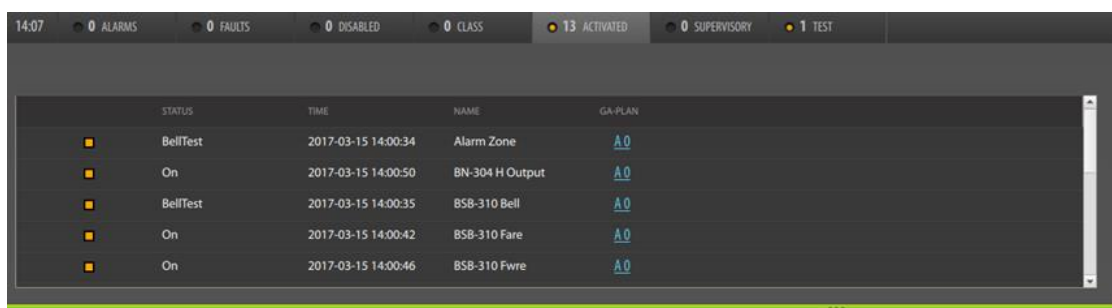 14:07 0 ALARMS 0 FAULTS 0 DISABLED 0 CLASS 13 ACTIVATED 0 SUPERVISORY 1 TEST
STATUS TIME NAME GA-PLAN
BellTest 2017-03-15 14:00:34 Alarm Zone A 0
On 2017-03-15 14:00:50 BN-304 H Output A 0
BellTest 2017-03-15 14:00:35 BSB-310 Bell A 0
On 2017-03-15 14:00:42 BSB-310 Fare A 0
On 2017-03-15 14:00:46 BSB-310 Fwre A 0